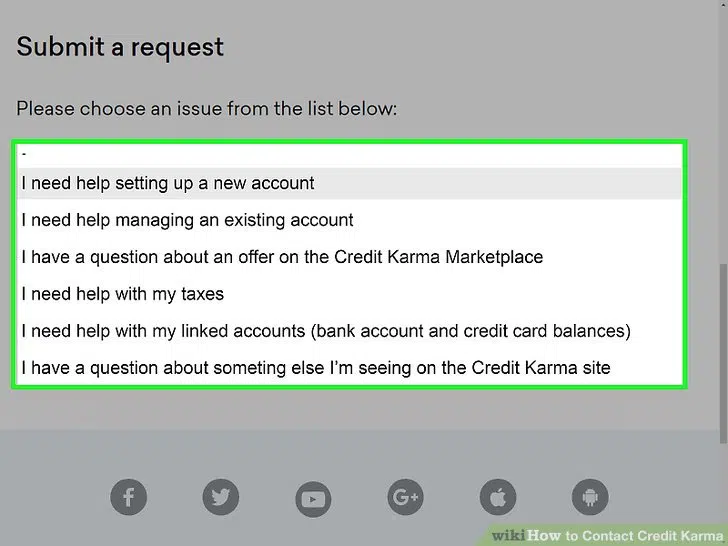 Submit a request
Please choose an issue from the list below:
-
I need help setting up a new account
I need help managing an existing account
I have a question about an offer on the Credit Karma Marketplace
I need help with my taxes
I need help with my linked accounts (bank account and credit card balances)
I have a question about someting else I'm seeing on the Credit Karma site
f G+
wikiHow to Contact Credit Karma